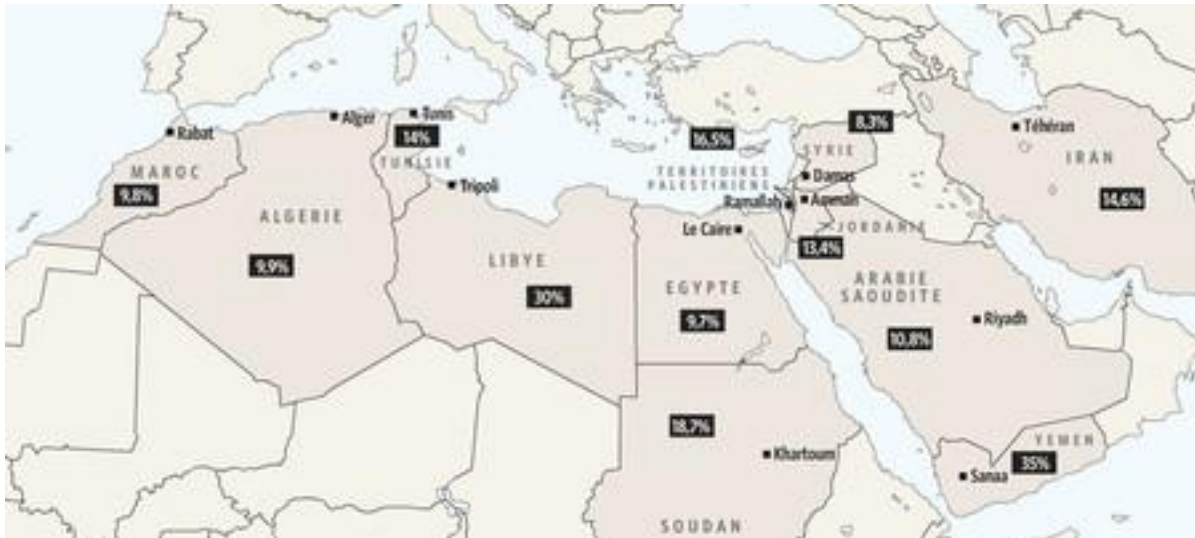 Rabat
Alger
Tunis
14%
TUNISIE
MAROC
9,8%
ALGERIE
9,9%
Tripoli
LIBYE
30%
16,5%
8,3%
SYRIE
Damas
TERRITOIRES
PALESTINIENS
Ramallah
Le Caire
JORDANIE
13,4%
EGYPTE
9,7%
ARABIE
SAOUDITE
Riyadh
10,8%
Téhéran
IRAN
14,6%
18,7%
Khartoum
SOUDAN
YEMEN
35%
Sanaa